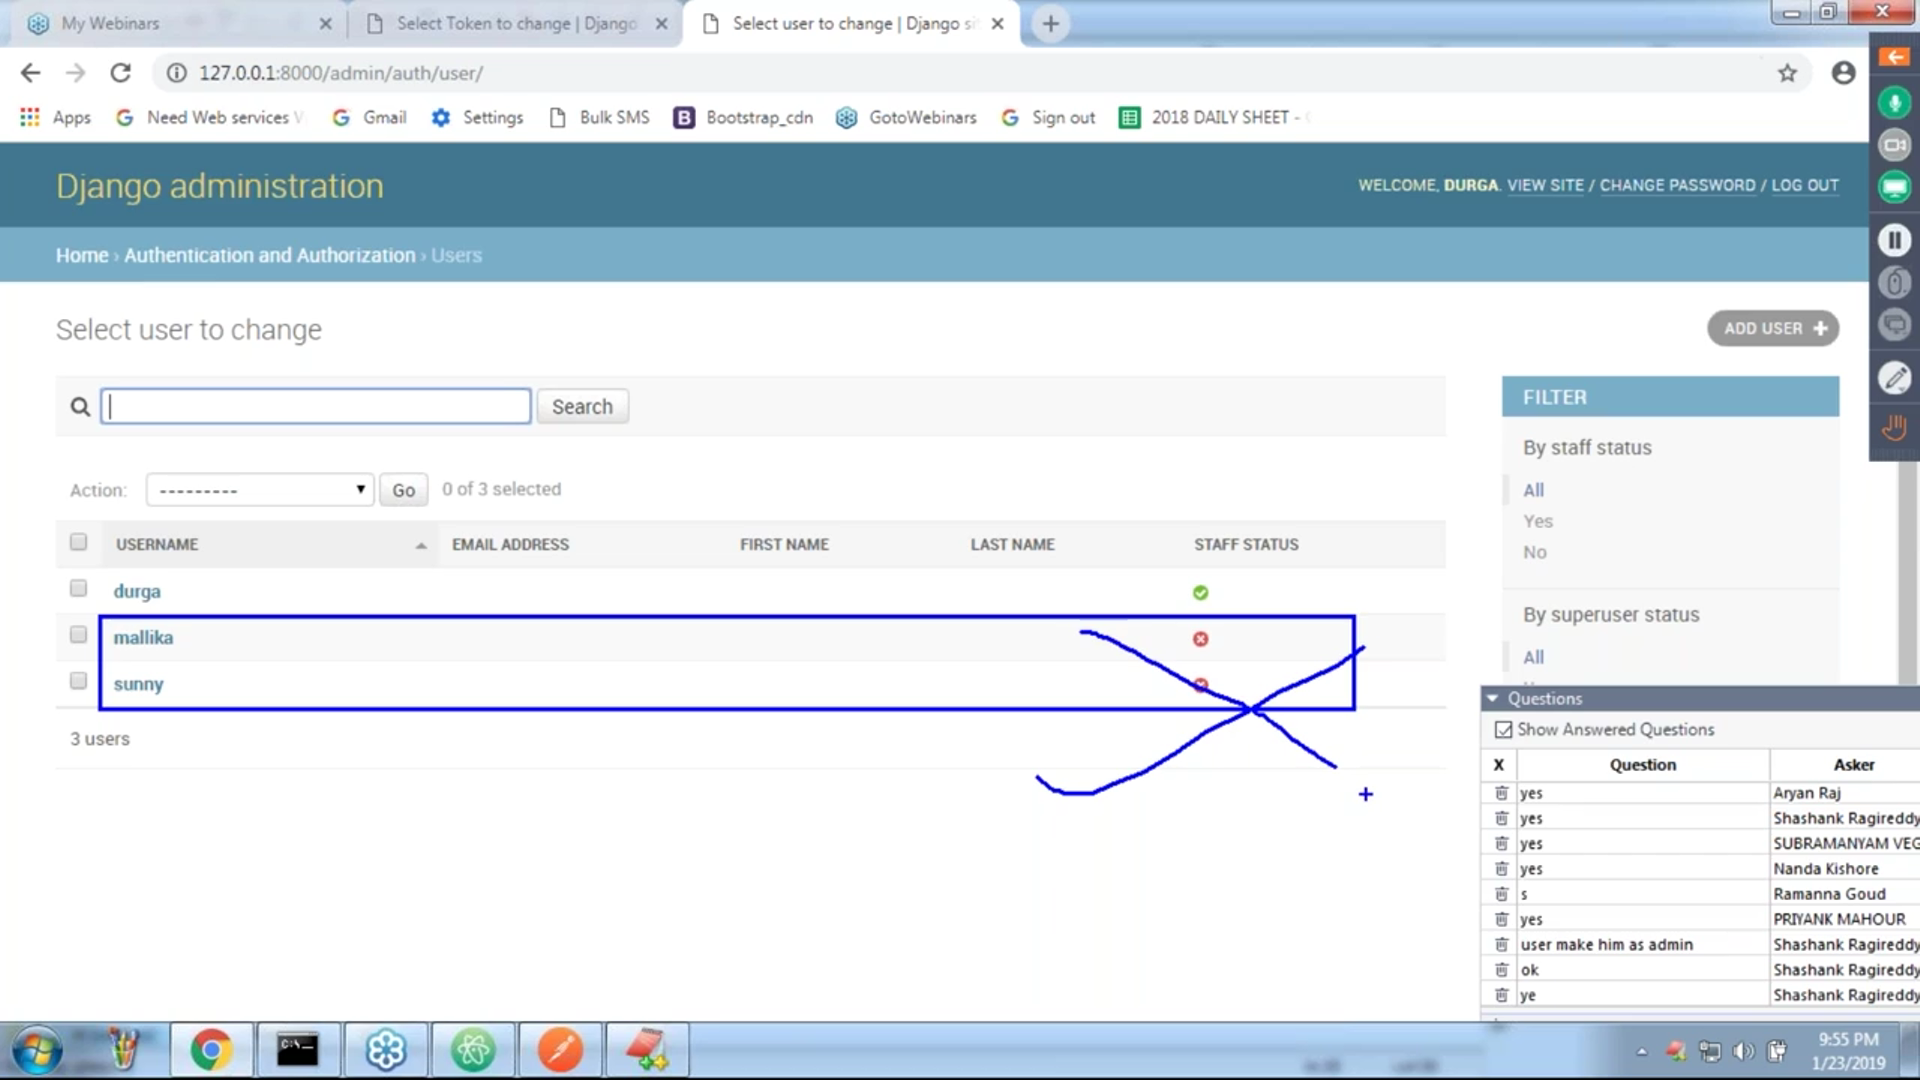 My Webinars
Select Token to change | Django
Select user to change | Django si
127.0.0.1:8000/admin/auth/user/
Apps
Need Web services
Gmail
Settings
Bulk SMS
Bootstrap_cdn
GotoWebinars
Sign out
2018 DAILY SHEET -
Django administration
WELCOME, DURGA. VIEW SITE / CHANGE PASSWORD / LOG OUT
Home › Authentication and Authorization › Users
Select user to change
ADD USER +
Search
FILTER
By staff status
All
Yes
No
By superuser status
All
Action: --------- Go 0 of 3 selected
USERNAME EMAIL ADDRESS FIRST NAME LAST NAME STAFF STATUS
durga
mallika
sunny
3 users
Questions
Show Answered Questions
X Question Asker
yes Aryan Raj
yes Shashank Ragireddy
yes SUBRAMANYAM VEG
yes Nanda Kishore
s Ramanna Goud
yes PRIYANK MAHOUR
user make him as admin Shashank Ragireddy
ok Shashank Ragireddy
ye Shashank Ragireddy
9:55 PM
1/23/2019